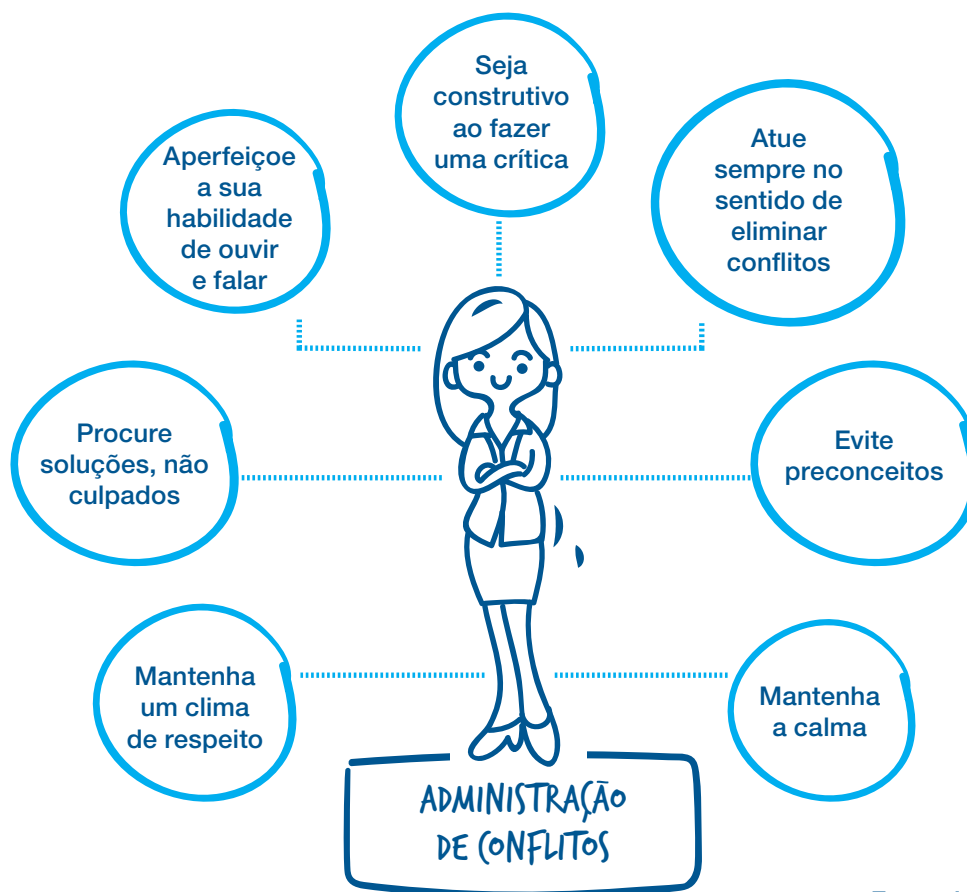 Seja
construtivo
ao fazer
uma crítica
Aperfeiçoe
a sua
habilidade
de ouvir
e falar
Atue
sempre no
sentido de
eliminar
conflitos
Procure
soluções, não
culpados
Evite
preconceitos
Mantenha
um clima
de respeito
Mantenha
a calma
ADMINISTRAÇÃO
DE CONFLITOS